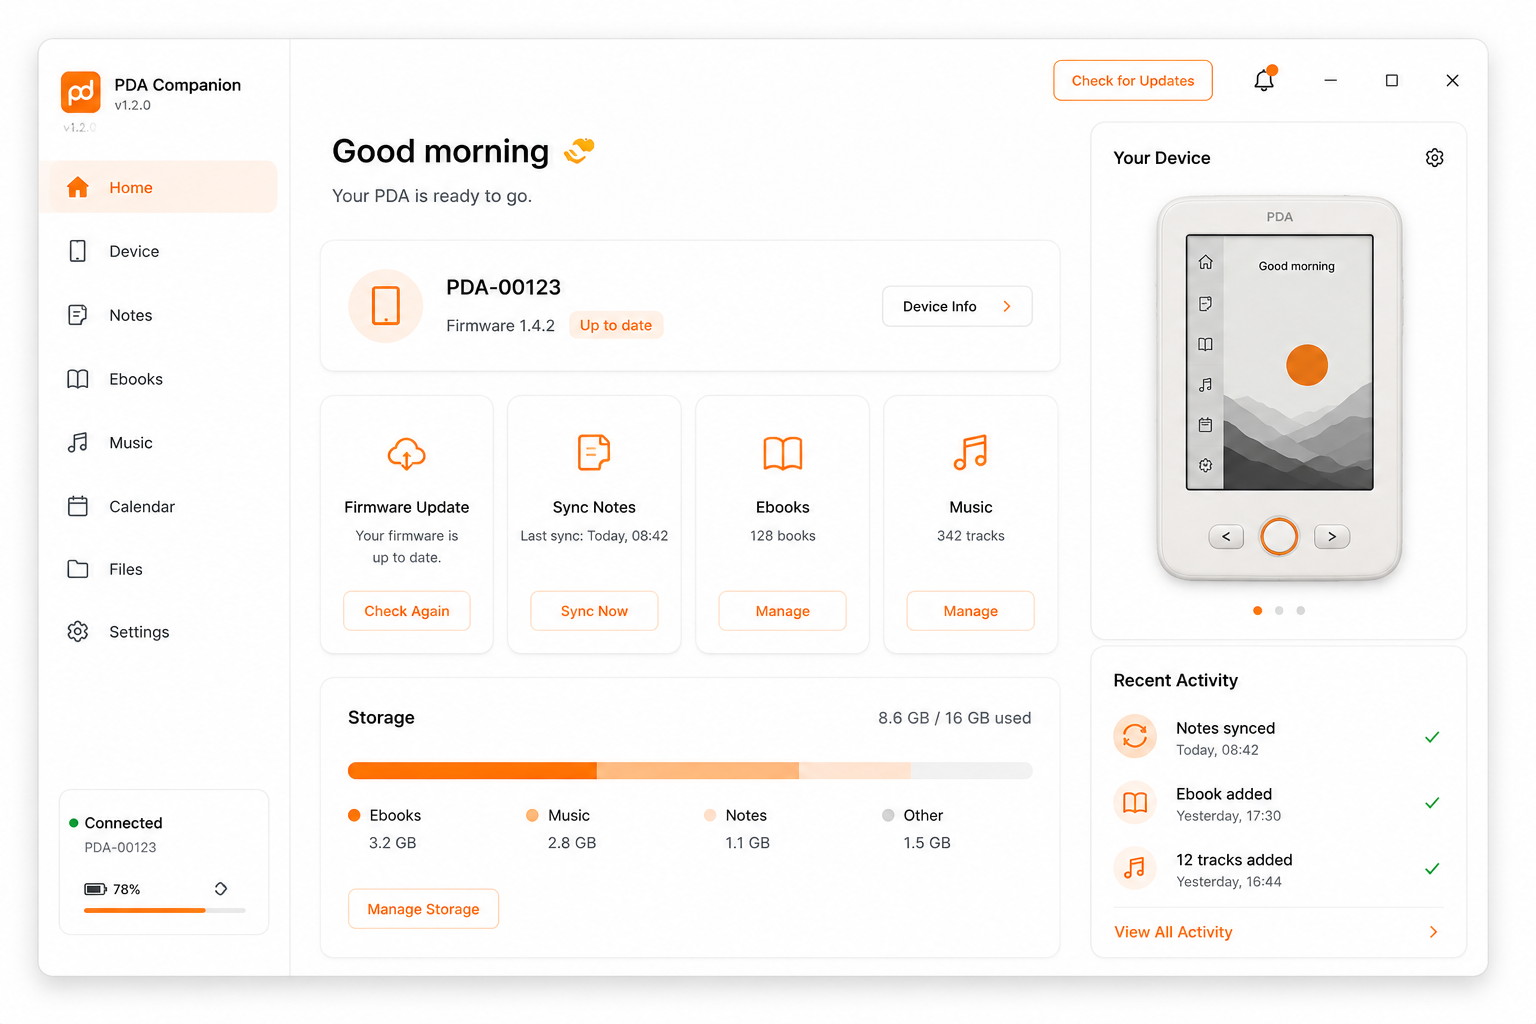 pd
PDA Companion
v1.2.0
v1.2.0
Home
Device
Notes
Ebooks
Music
Calendar
Files
Settings
Connected
PDA-00123
78%
Check for Updates
Good morning
Your PDA is ready to go.
PDA-00123
Firmware 1.4.2
Up to date
Device Info
Firmware Update
Your firmware is
up to date.
Check Again
Sync Notes
Last sync: Today, 08:42
Sync Now
Ebooks
128 books
Manage
Music
342 tracks
Manage
Storage
8.6 GB / 16 GB used
Ebooks
3.2 GB
Music
2.8 GB
Notes
1.1 GB
Other
1.5 GB
Manage Storage
Your Device
PDA
Good morning
<
>
Recent Activity
Notes synced
Today, 08:42
Ebook added
Yesterday, 17:30
12 tracks added
Yesterday, 16:44
View All Activity